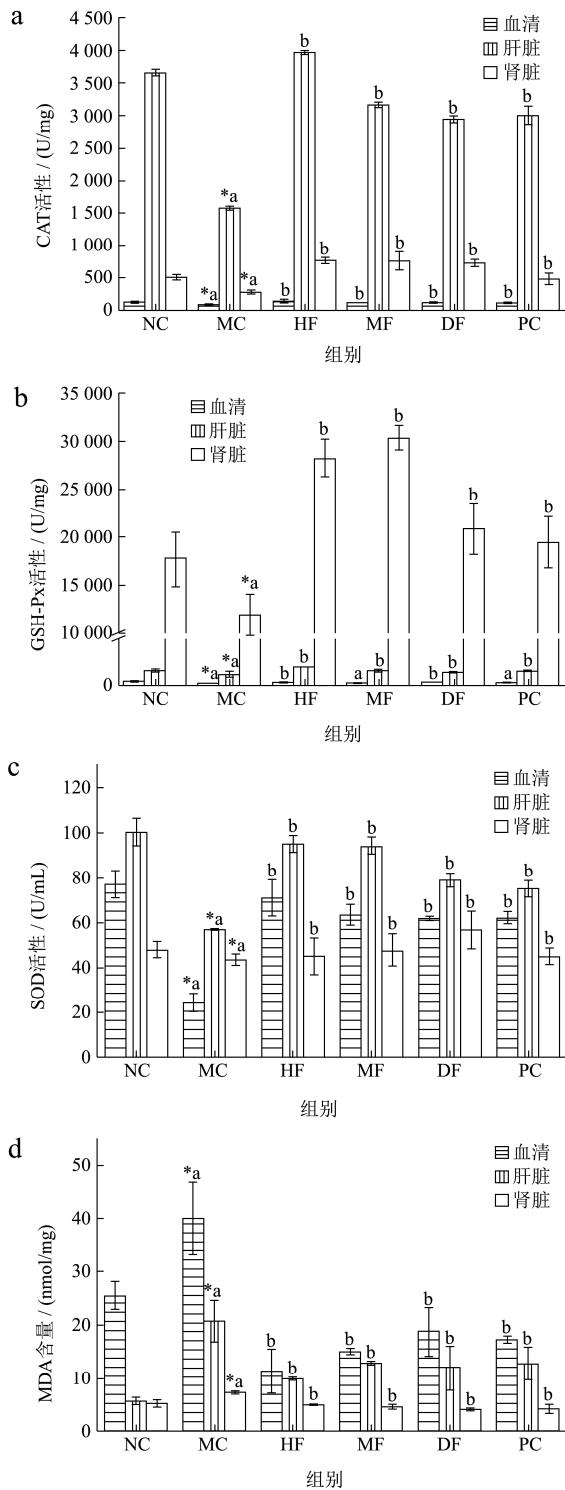 a
血清
肝脏
肾脏
CAT活性 / (U/mg)
4 500
4 000
3 500
3 000
2 500
2 000
1 500
1 000
500
0
*a *a *a
b b b
b b b
b b b
b b b
NC MC HF MF DF PC
组别
b
血清
肝脏
肾脏
GSH-Px活性 / (U/mg)
35 000
30 000
25 000
20 000
15 000
10 000
0
*a *a *a
b b b
a b b
b b b
a b b
NC MC HF MF DF PC
组别
c
血清
肝脏
肾脏
SOD活性 / (U/mL)
120
100
80
60
40
20
0
*a *a *a
b b b
b b b
b b b
b b b
NC MC HF MF DF PC
组别
d
血清
肝脏
肾脏
MDA含量 / (nmol/mg)
50
40
30
20
10
0
*a *a *a
b b b
b b b
b b b
b b b
NC MC HF MF DF PC
组别